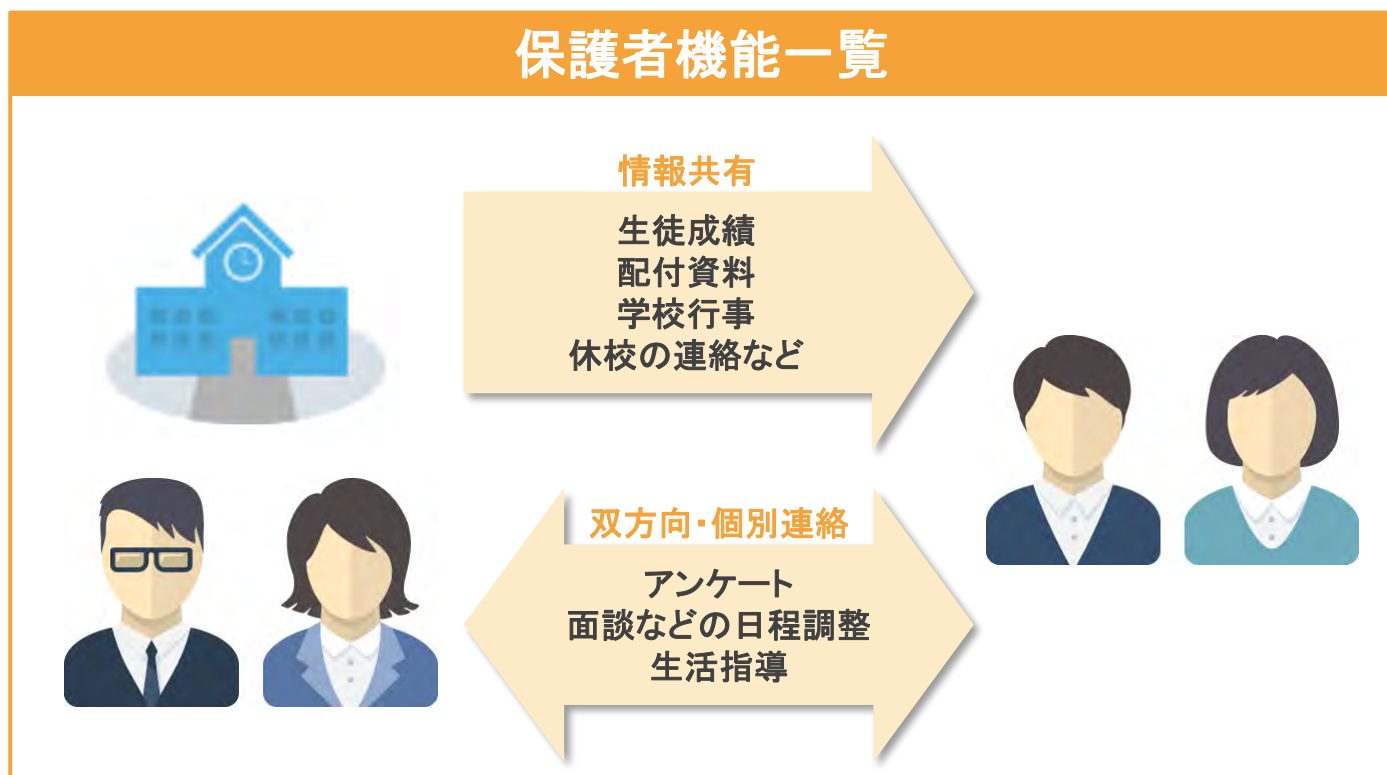 保護者機能一覧
情報共有
生徒成績
配付資料
学校行事
休校の連絡など
双方向・個別連絡
アンケート
面談などの日程調整
生活指導